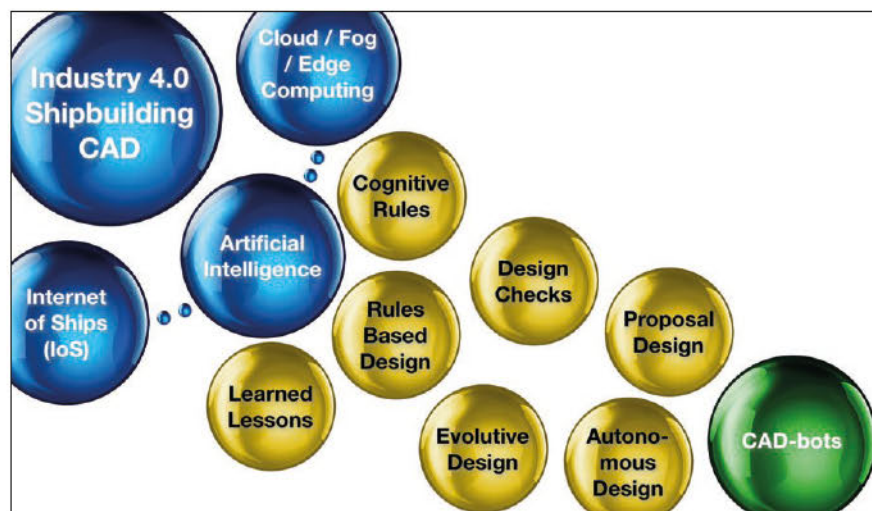 Industry 4.0
Shipbuilding
CAD
Cloud / Fog
/ Edge
Computing
Cognitive
Rules
Artificial
Intelligence
Design
Checks
Internet
of Ships
(IoS)
Rules
Based
Design
Proposal
Design
Learned
Lessons
Evolutive
Design
Autono-
mous
Design
CAD-bots